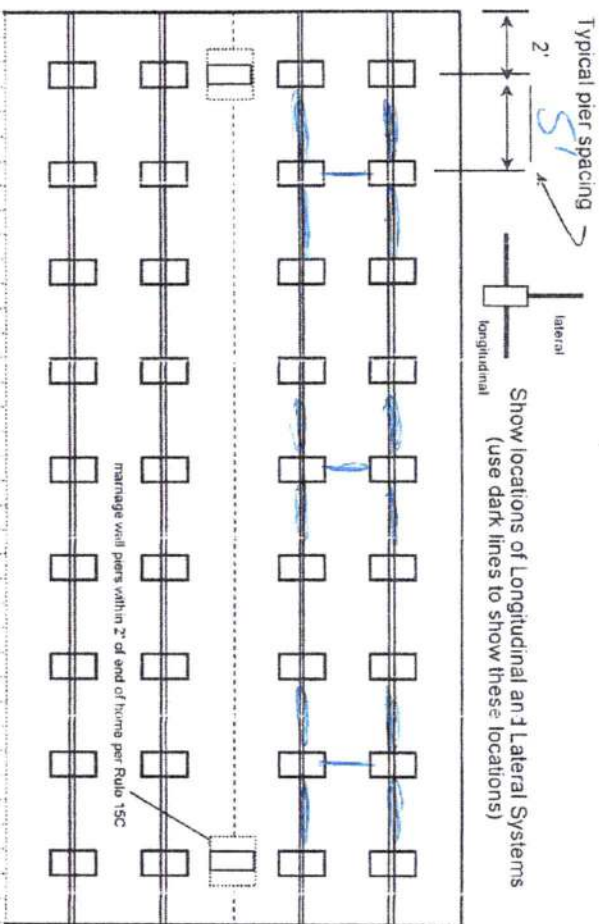 Typical pier spacing
2'
5'
lateral
longitudinal
Show locations of Longitudinal and Lateral Systems
(use dark lines to show these locations)
marriage wall piers within 2' of end of home per Rule 15C